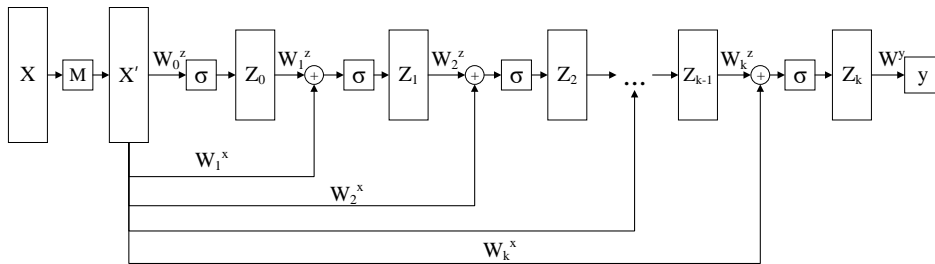 X
M
X′
W₀ᶻ
σ
Z₀
W₁ᶻ
+
σ
Z₁
W₂ᶻ
+
σ
Z₂
...
Zₖ₋₁
Wₖᶻ
+
σ
Zₖ
Wʸ
y
W₁ˣ
W₂ˣ
Wₖˣ